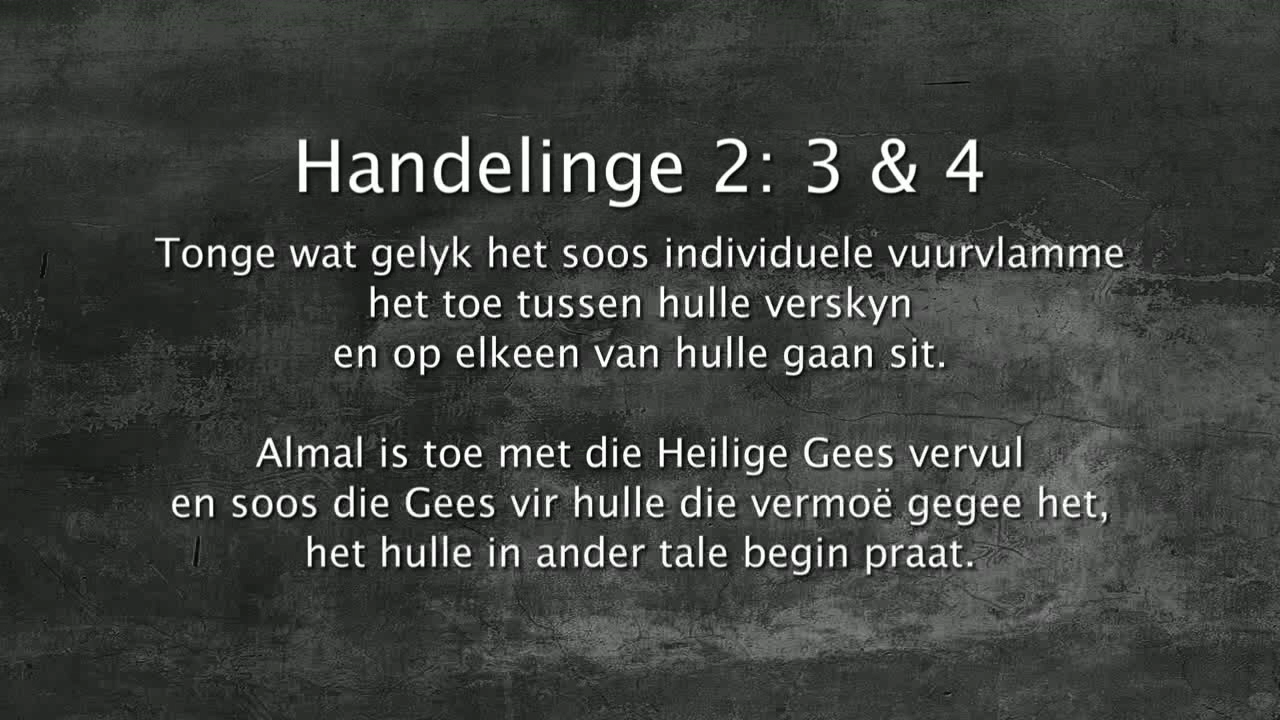 Handelinge 2: 3 & 4
Tonge wat gelyk het soos individuele vuurvlamme
het toe tussen hulle verskyn
en op elkeen van hulle gaan sit.
Almal is toe met die Heilige Gees vervul
en soos die Gees vir hulle die vermoë gegee het,
het hulle in ander tale begin praat.